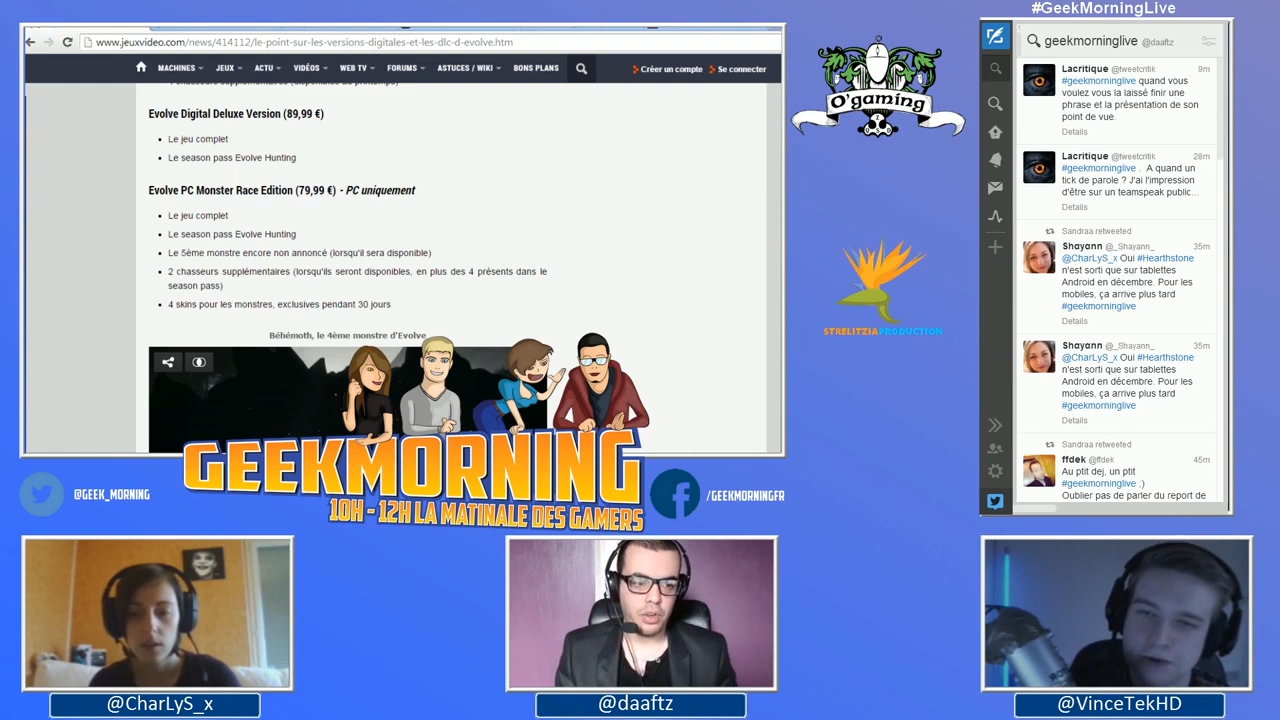 #GeekMorningLive
www.jeuxvideo.com/news/414112/le-point-sur-les-versions-digitales-et-les-dlc-d-evolve.htm
MACHINES JEUX ACTU VIDÉOS WEB TV FORUMS ASTUCES / WIKI BONS PLANS Créer un compte Se connecter
Evolve Digital Deluxe Version (89,99 €)
Le jeu complet
Le season pass Evolve Hunting
Evolve PC Monster Race Edition (79,99 €) - PC uniquement
Le jeu complet
Le season pass Evolve Hunting
Le 5ème monstre encore non annoncé (lorsqu'il sera disponible)
2 chasseurs supplémentaires (lorsqu'ils seront disponibles, en plus des 4 présents dans le
season pass)
4 skins pour les monstres, exclusives pendant 30 jours
Béhémoth, le 4ème monstre d'Evolve
GEEKMORNING
10H - 12H LA MATINALE DES GAMERS
@GEEK_MORNING
/GEEKMORNINGFR
O'gaming
STRELITZIAPRODUCTION
geekmorninglive @daaftz
Lacritique @tweetcritik 9m
#geekmorninglive quand vous
voulez vous la laissé finir une
phrase et la présentation de son
point de vue.
Details
Lacritique @tweetcritik 28m
#geekmorninglive . A quand un
tick de parole ? J'ai l'impression
d'être sur un teamspeak public...
Details
Sandraa retweeted
Shayann @_Shayann_ 35m
@CharLyS_x Oui #Hearthstone
n'est sorti que sur tablettes
Android en décembre. Pour les
mobiles, ça arrive plus tard
#geekmorninglive
Details
Shayann @_Shayann_ 35m
@CharLyS_x Oui #Hearthstone
n'est sorti que sur tablettes
Android en décembre. Pour les
mobiles, ça arrive plus tard
#geekmorninglive
Details
Sandraa retweeted
ffdek @ffdek 45m
Au ptit dej. un ptit
#geekmorninglive ;)
Oublier pas de parler du report de
@CharLyS_x
@daaftz
@VinceTekHD